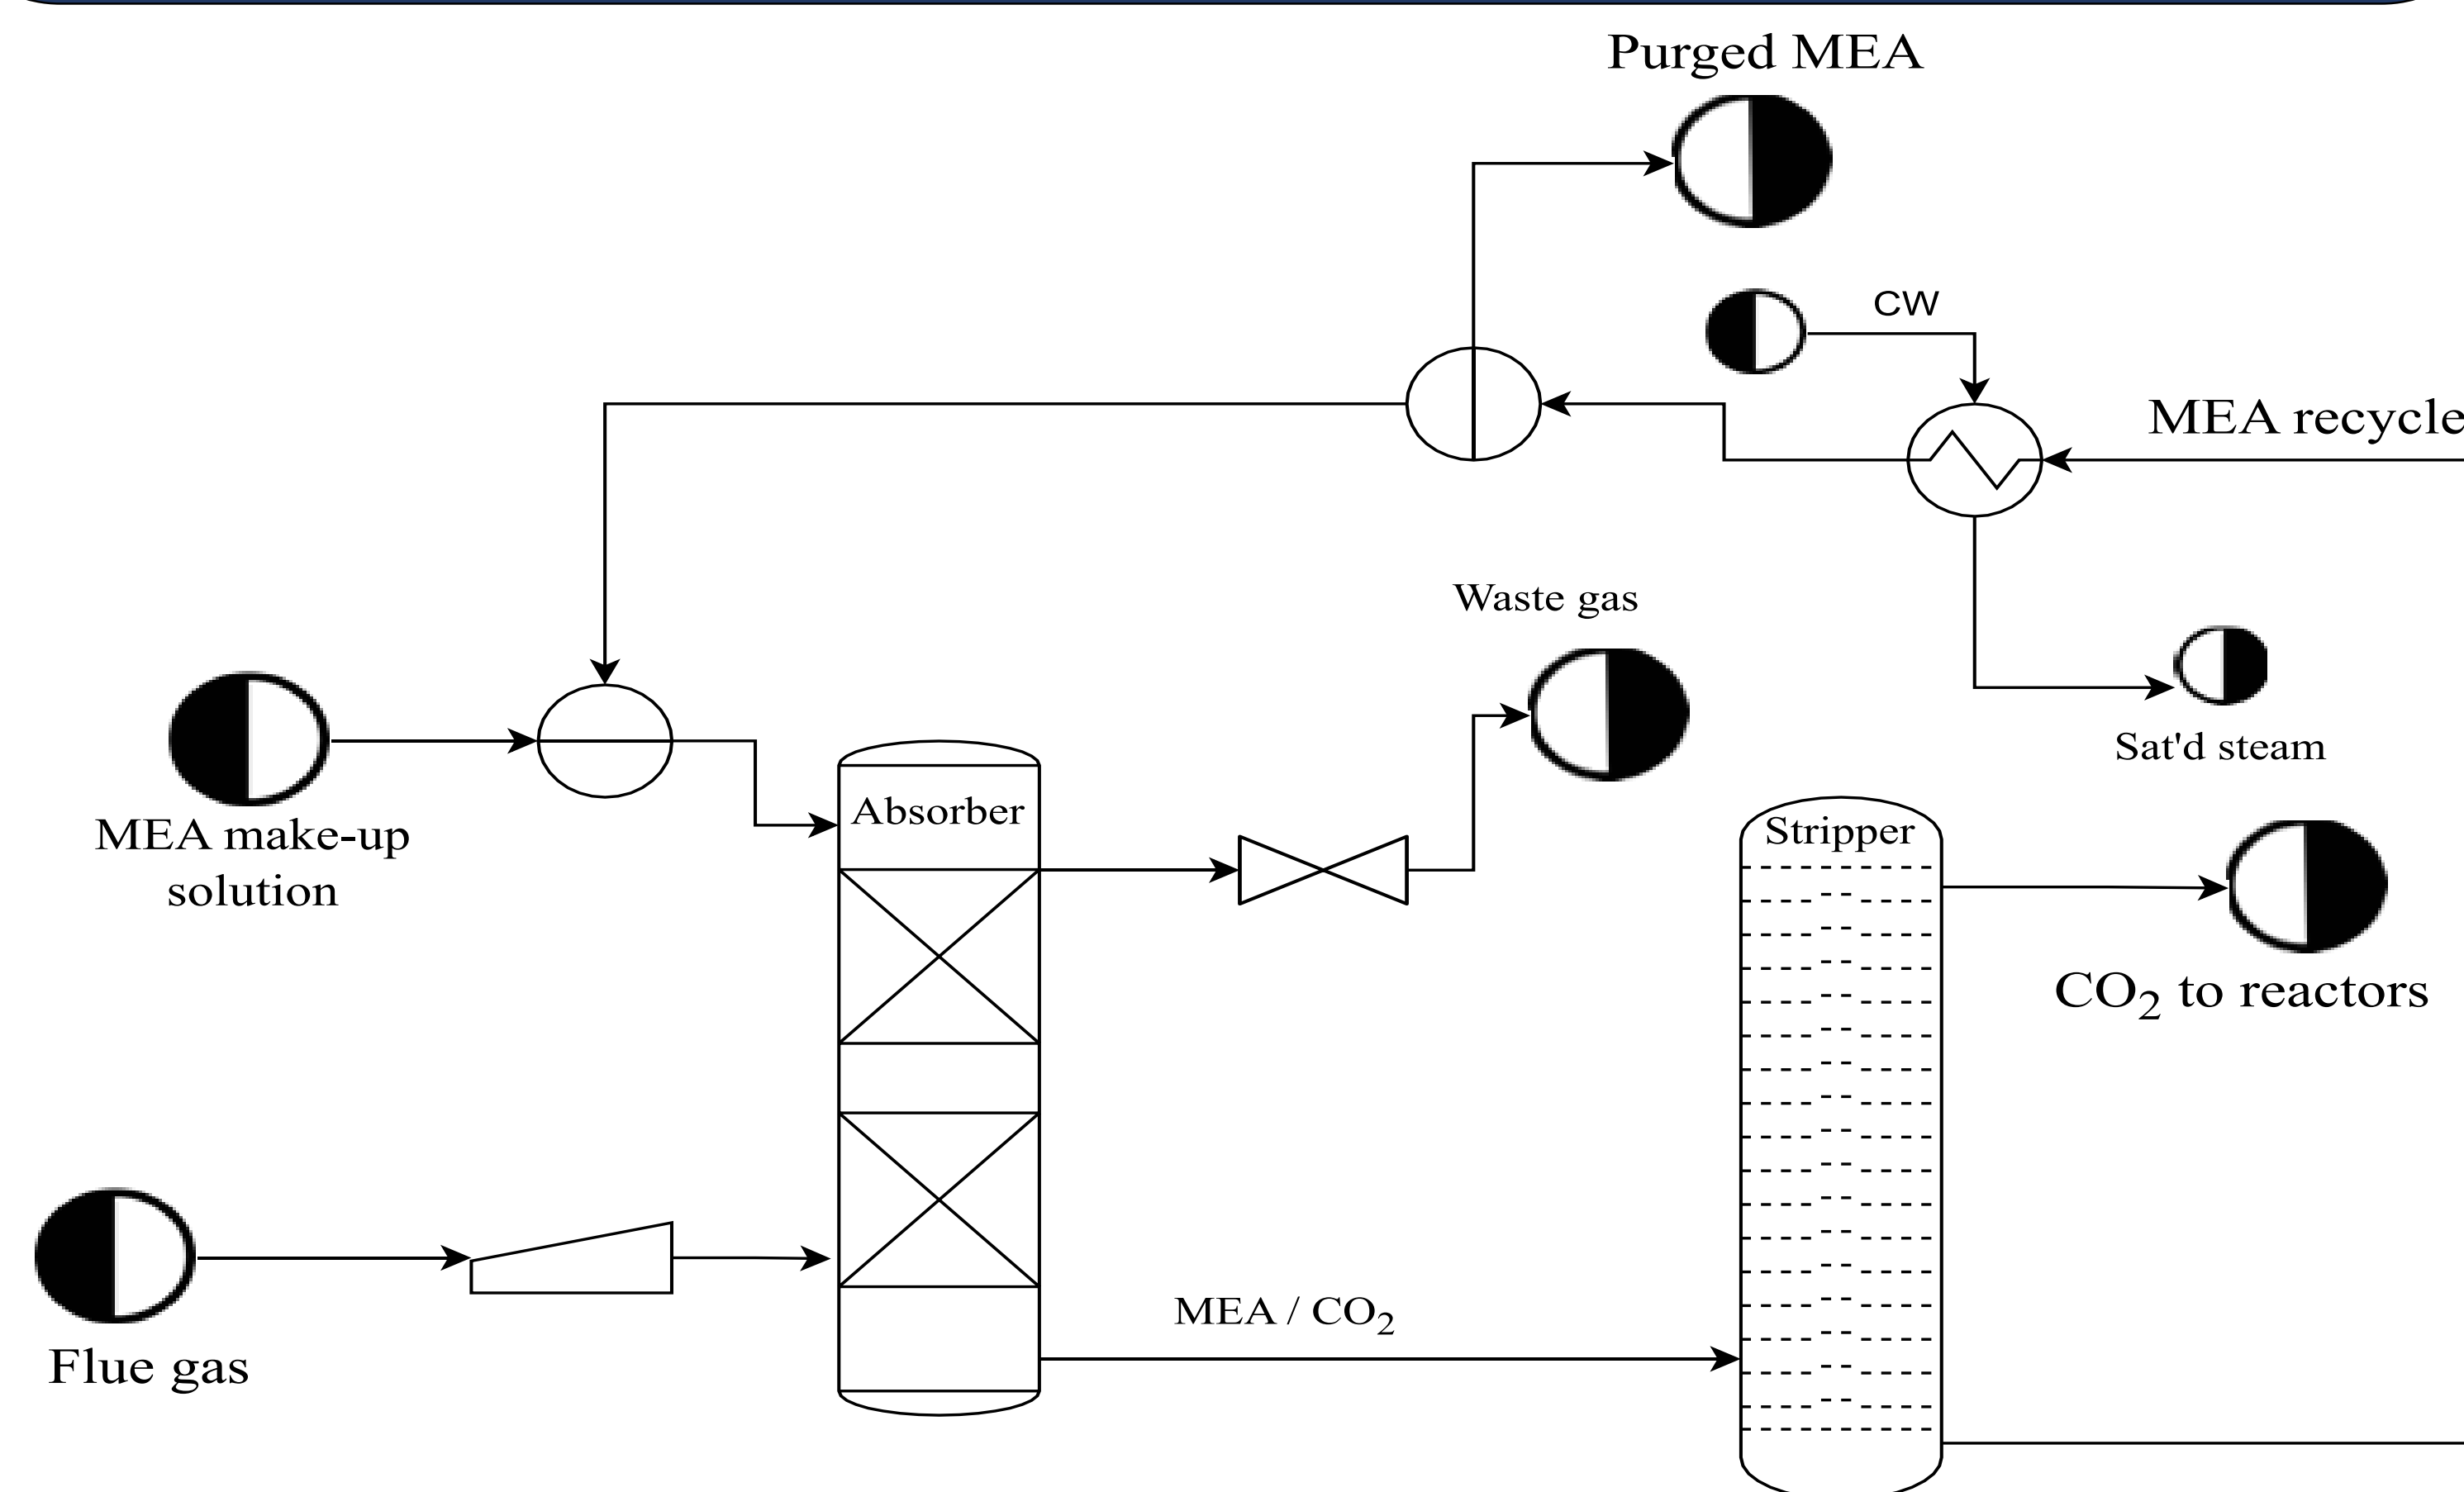 Purged MEA
CW
MEA recycle
Waste gas
Sat'd steam
MEA make-up
solution
Absorber
Stripper
CO2 to reactors
MEA / CO2
Flue gas